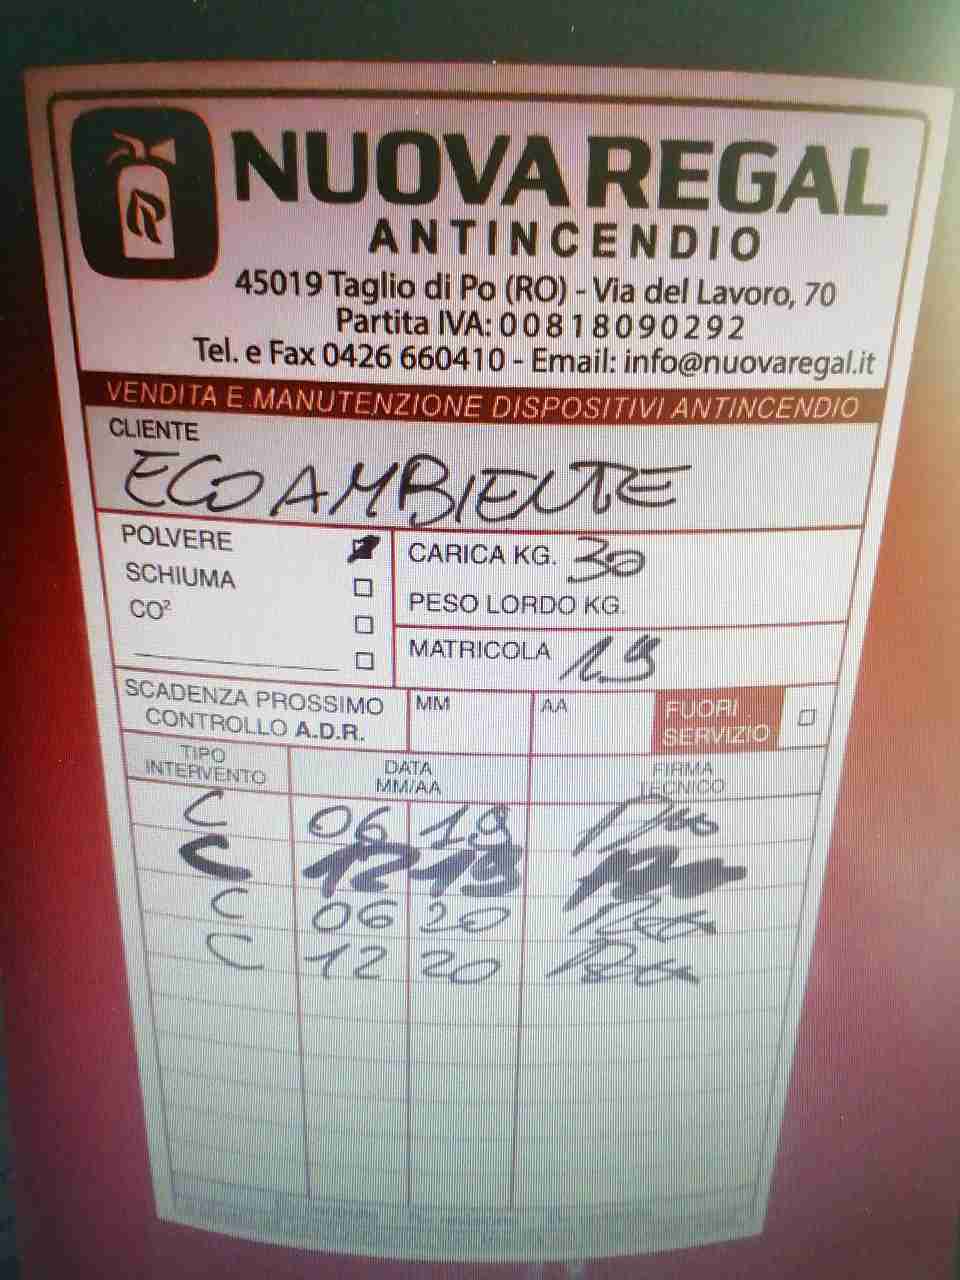 NUOVA REGAL
ANTINCENDIO
45019 Taglio di Po (RO) - Via del Lavoro, 70
Partita IVA: 00818090292
Tel. e Fax 0426 660410 - Email: info@nuovaregal.it
VENDITA E MANUTENZIONE DISPOSITIVI ANTINCENDIO
CLIENTE
ECOAMBIENTE
POLVERE
SCHIUMA
CO²
CARICA KG. 30
PESO LORDO KG.
MATRICOLA 19
SCADENZA PROSSIMO
CONTROLLO A.D.R.
MM
AA
FUORI
SERVIZIO
TIPO
INTERVENTO
DATA
MM/AA
FIRMA
TECNICO
C 06 19
C 12 19
C 06 20
C 12 20